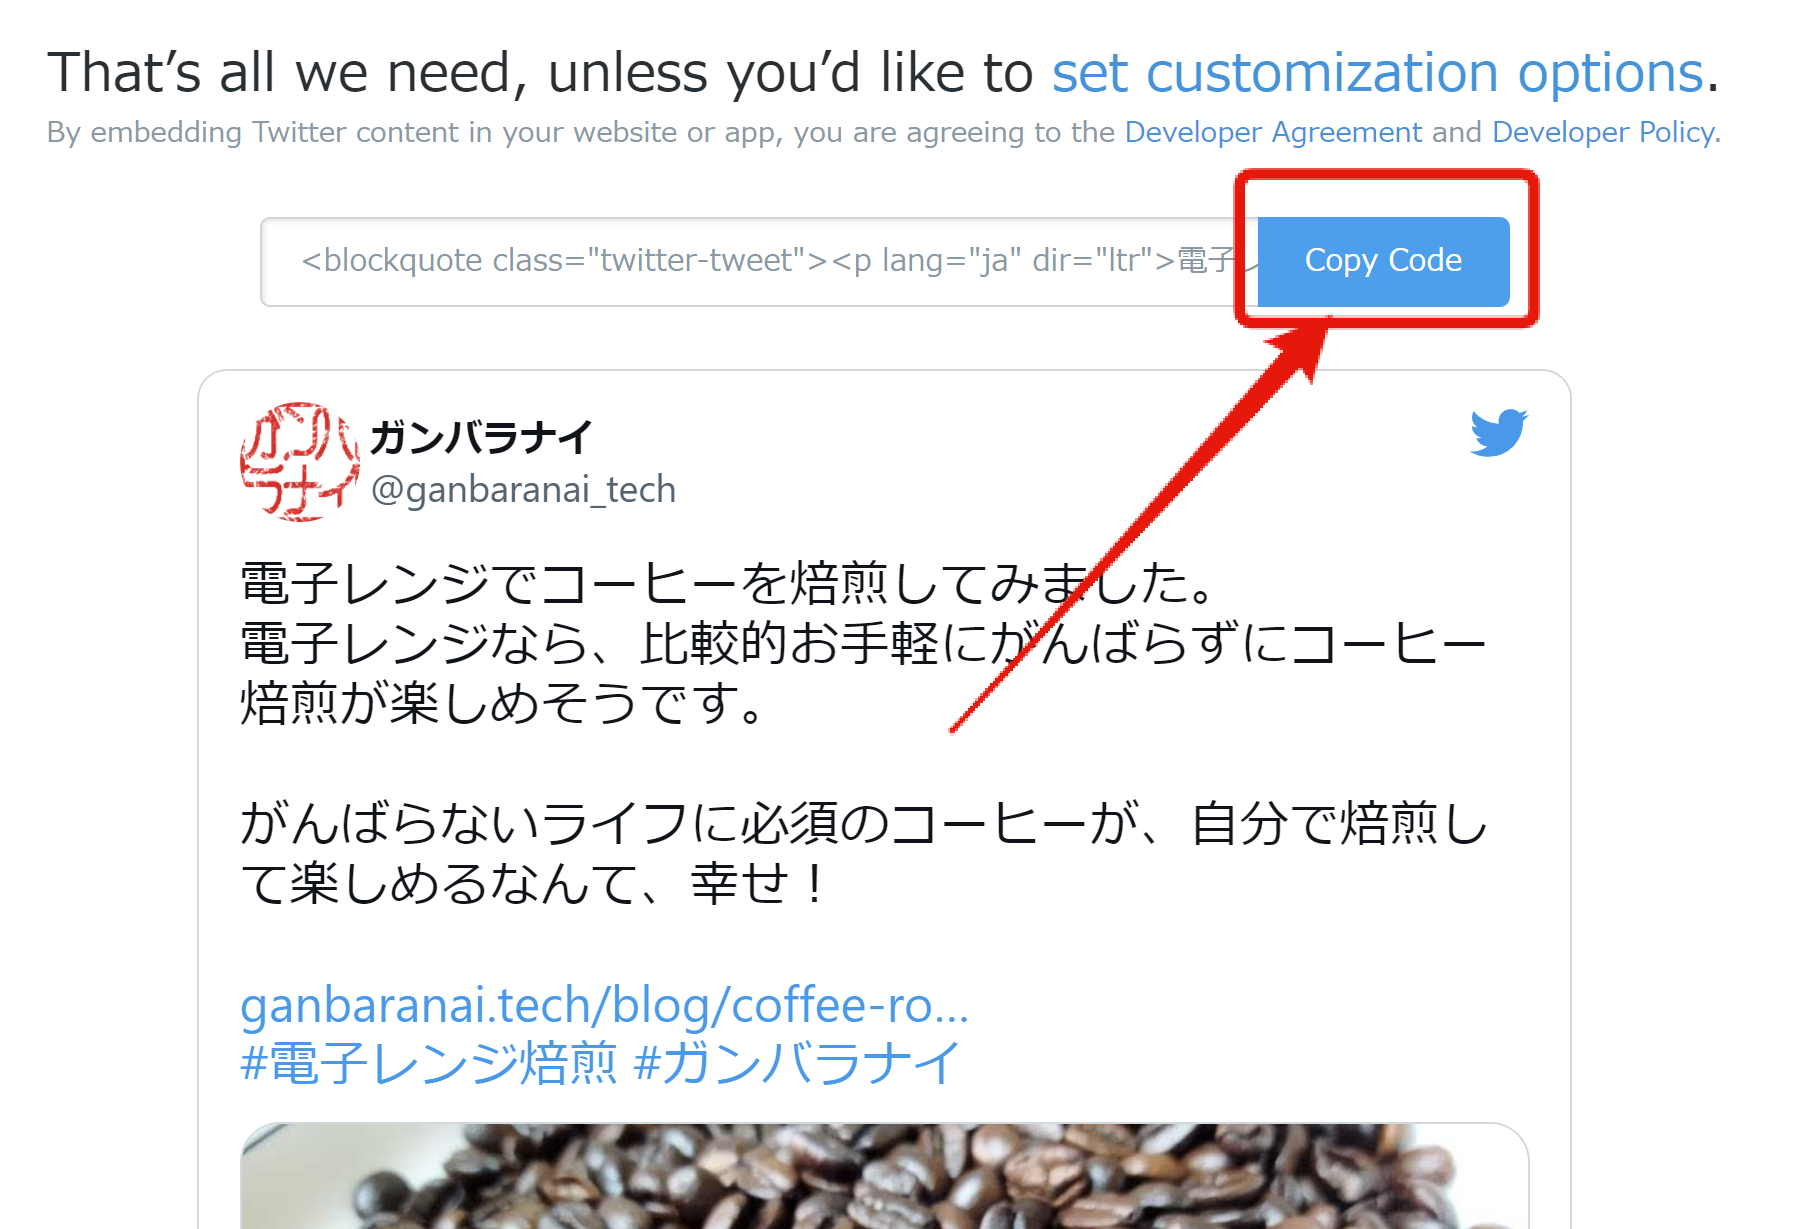 That’s all we need, unless you’d like to set customization options.
By embedding Twitter content in your website or app, you are agreeing to the Developer Agreement and Developer Policy.
<blockquote class="twitter-tweet"><p lang="ja" dir="ltr">電子レ
Copy Code
ガンバラナイ
ガンバラナイ
@ganbaranai_tech
電子レンジでコーヒーを焙煎してみました。
電子レンジなら、比較的お手軽にがんばらずにコーヒー
焙煎が楽しめそうです。
がんばらないライフに必須のコーヒーが、自分で焙煎し
て楽しめるなんて、幸せ！
ganbaranai.tech/blog/coffee-ro…
#電子レンジ焙煎 #ガンバラナイ